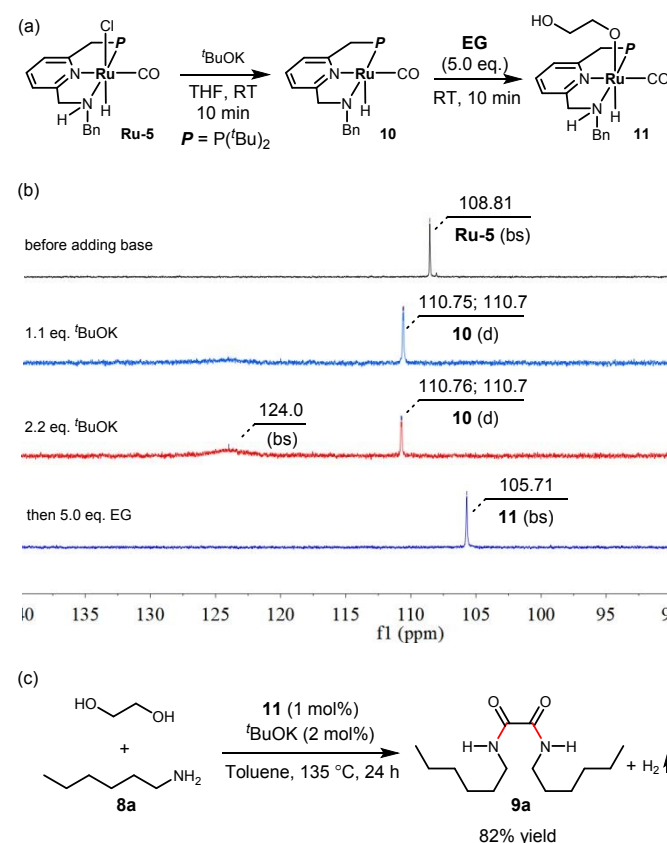 (a)
Cl
P
N
Ru
CO
N
H
H
Bn
Ru-5
ᵗBuOK
THF, RT
10 min
P = P(ᵗBu)₂
P
N
Ru
CO
N
H
Bn
10
EG
(5.0 eq.)
RT, 10 min
HO
O
P
N
Ru
CO
N
H
H
Bn
11
(b)
108.81
before adding base
Ru-5 (bs)
110.75; 110.7
1.1 eq. ᵗBuOK
10 (d)
110.76; 110.7
2.2 eq. ᵗBuOK
124.0
(bs)
10 (d)
105.71
then 5.0 eq. EG
11 (bs)
135 130 125 120 115 110 105 100 95
f1 (ppm)
(c)
HO
OH
+
NH₂
8a
11 (1 mol%)
ᵗBuOK (2 mol%)
Toluene, 135 °C, 24 h
O
O
H
N
N
H
9a
82% yield
+ H₂